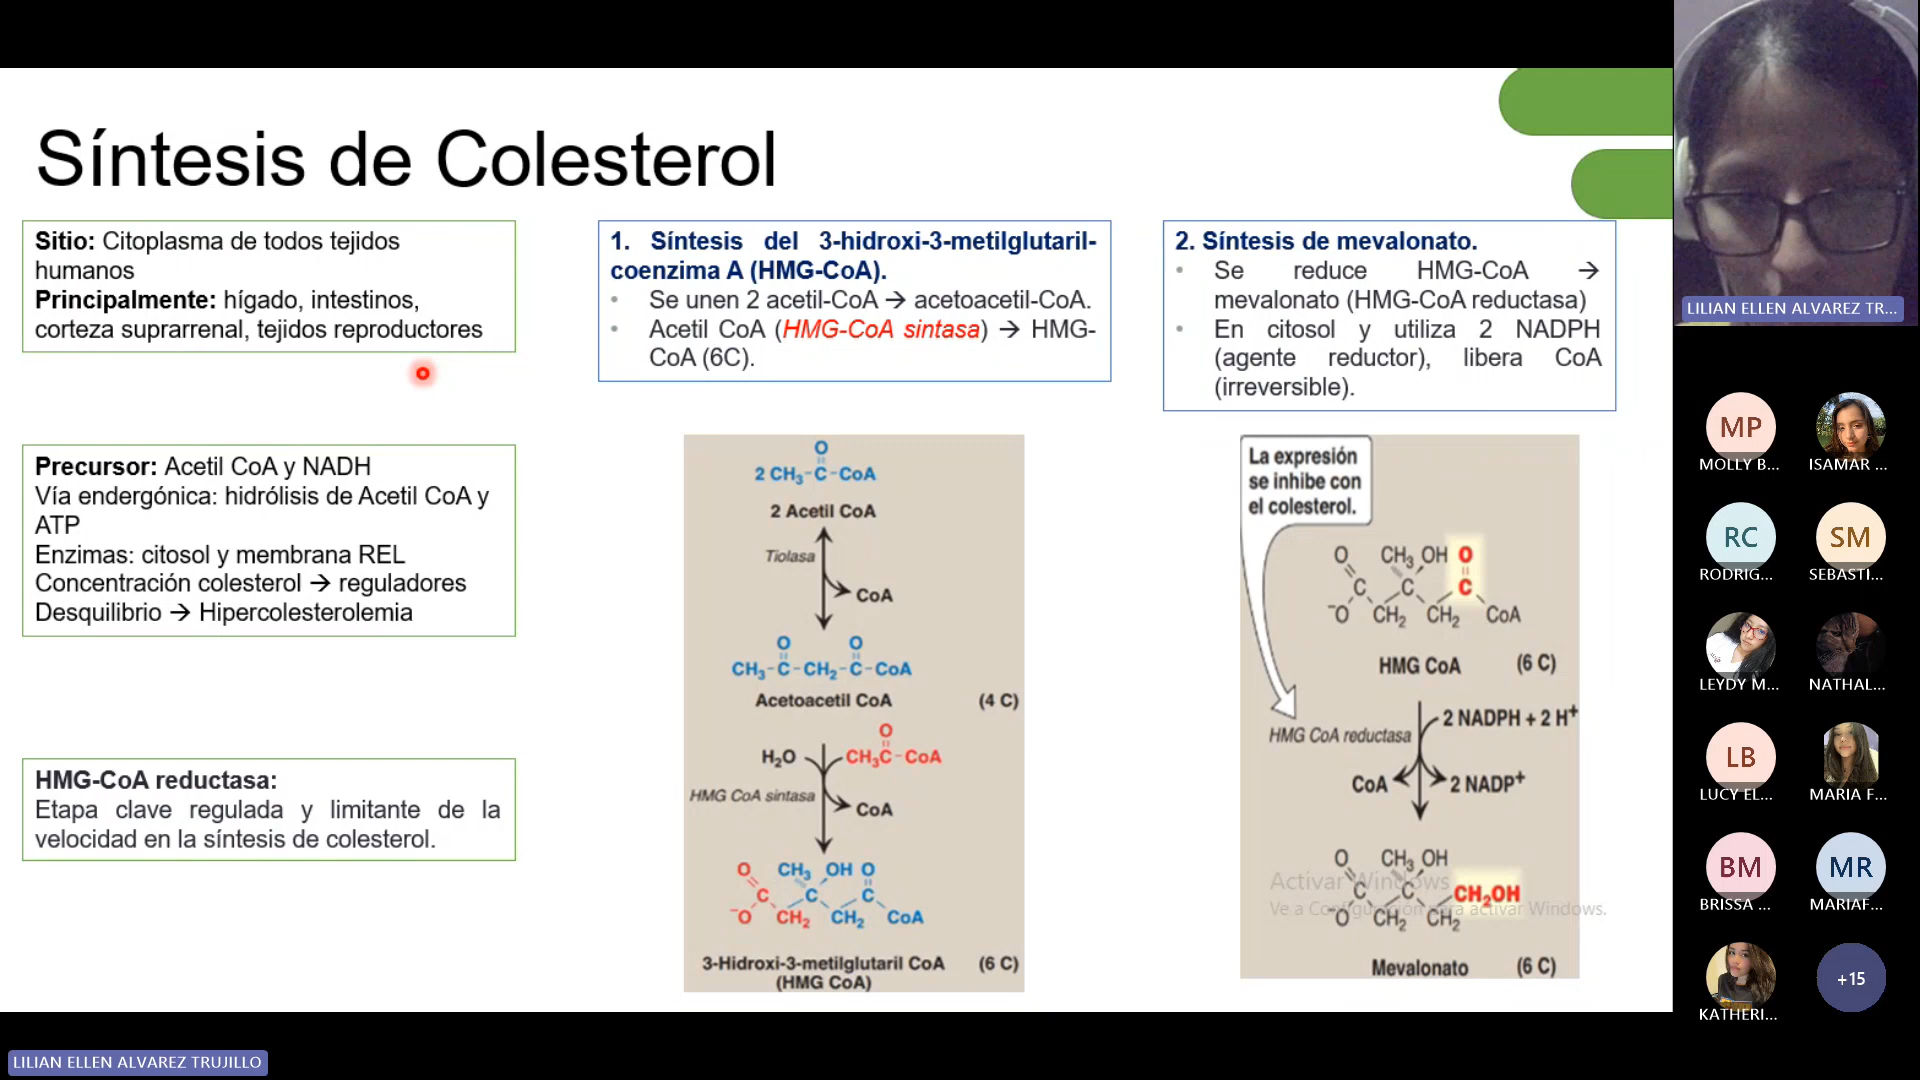 Síntesis de Colesterol
Sitio: Citoplasma de todos tejidos
humanos
Principalmente: hígado, intestinos,
corteza suprarrenal, tejidos reproductores
Precursor: Acetil CoA y NADH
Vía endergónica: hidrólisis de Acetil CoA y
ATP
Enzimas: citosol y membrana REL
Concentración colesterol → reguladores
Desquilibrio → Hipercolesterolemia
HMG-CoA reductasa:
Etapa clave regulada y limitante de la
velocidad en la síntesis de colesterol.
1. Síntesis del 3-hidroxi-3-metilglutaril-
coenzima A (HMG-CoA).
• Se unen 2 acetil-CoA → acetoacetil-CoA.
• Acetil CoA (HMG-CoA sintasa) → HMG-
CoA (6C).
O
2 CH3-C-CoA
2 Acetil CoA
Tiolasa
CoA
O O
CH3-C-CH2-C-CoA
Acetoacetil CoA (4 C)
O
H2O CH3C-CoA
HMG CoA sintasa
CoA
O CH3 OH O
C C C
-O CH2 CH2 CoA
3-Hidroxi-3-metilglutaril CoA (6 C)
(HMG CoA)
2. Síntesis de mevalonato.
• Se reduce HMG-CoA →
mevalonato (HMG-CoA reductasa)
• En citosol y utiliza 2 NADPH
(agente reductor), libera CoA
(irreversible).
La expresión
se inhibe con
el colesterol.
O CH3 OH O
C C C
-O CH2 CH2 CoA
HMG CoA (6 C)
2 NADPH + 2 H+
HMG CoA reductasa
CoA 2 NADP+
O CH3 OH
C C CH2OH
-O CH2 CH2
Mevalonato (6 C)
Activar Windows
Ve a Configuración para activar Windows.
LILIAN ELLEN ALVAREZ TR...
MP
MOLLY B...
ISAMAR ...
RC
RODRIG...
SM
SEBASTI...
LEYDY M...
NATHAL...
LB
LUCY EL...
MARIA F...
BM
BRISSA ...
MR
MARIAF...
KATHERI...
+15
LILIAN ELLEN ALVAREZ TRUJILLO